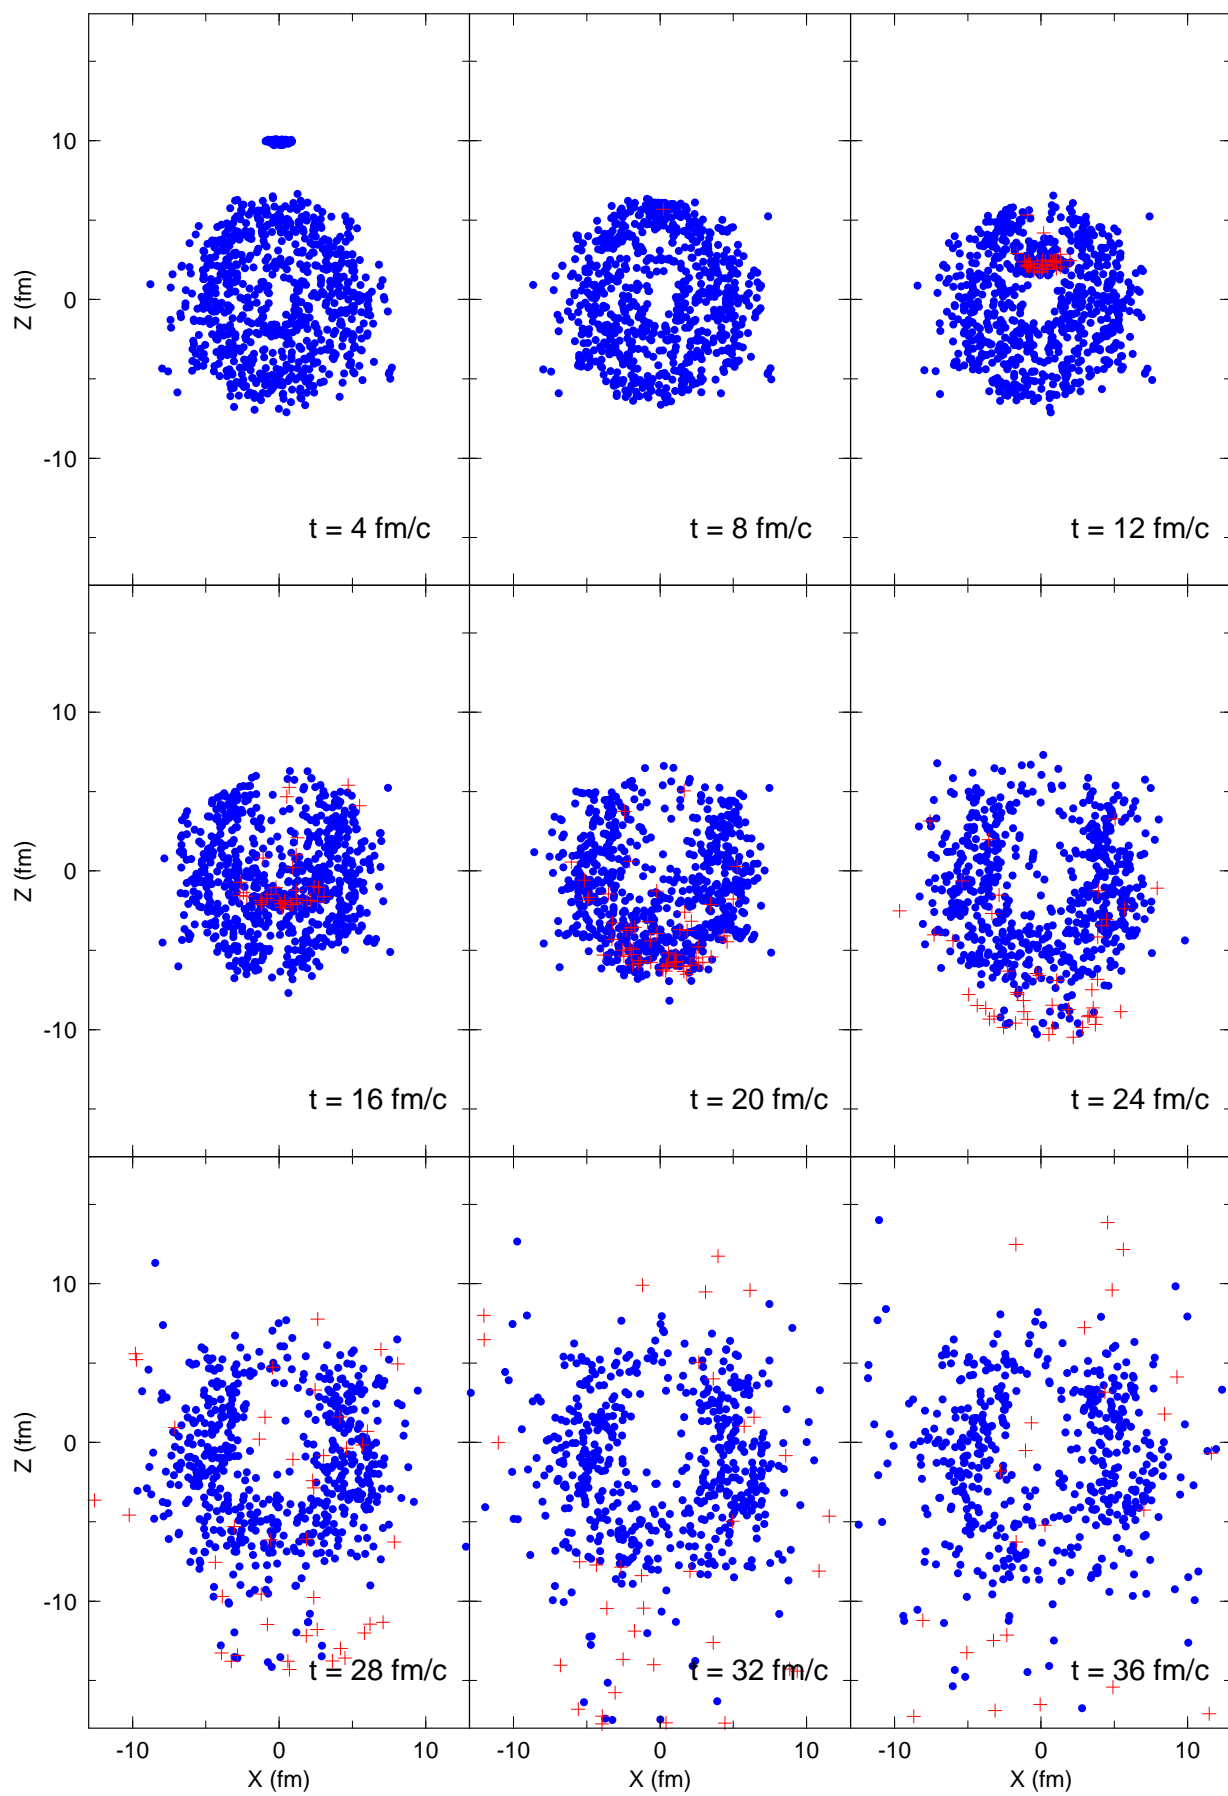 10
0
-10
Z (fm)
t = 4 fm/c
t = 8 fm/c
t = 12 fm/c
10
0
-10
Z (fm)
t = 16 fm/c
t = 20 fm/c
t = 24 fm/c
10
0
-10
Z (fm)
t = 28 fm/c
t = 32 fm/c
t = 36 fm/c
-10 0 10 -10 0 10 -10 0 10
X (fm) X (fm) X (fm)